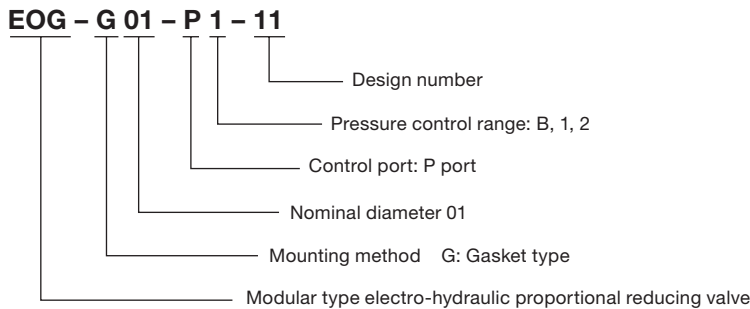 EOG – G 01 – P 1 – 11
Design number
Pressure control range: B, 1, 2
Control port: P port
Nominal diameter 01
Mounting method G: Gasket type
Modular type electro-hydraulic proportional reducing valve